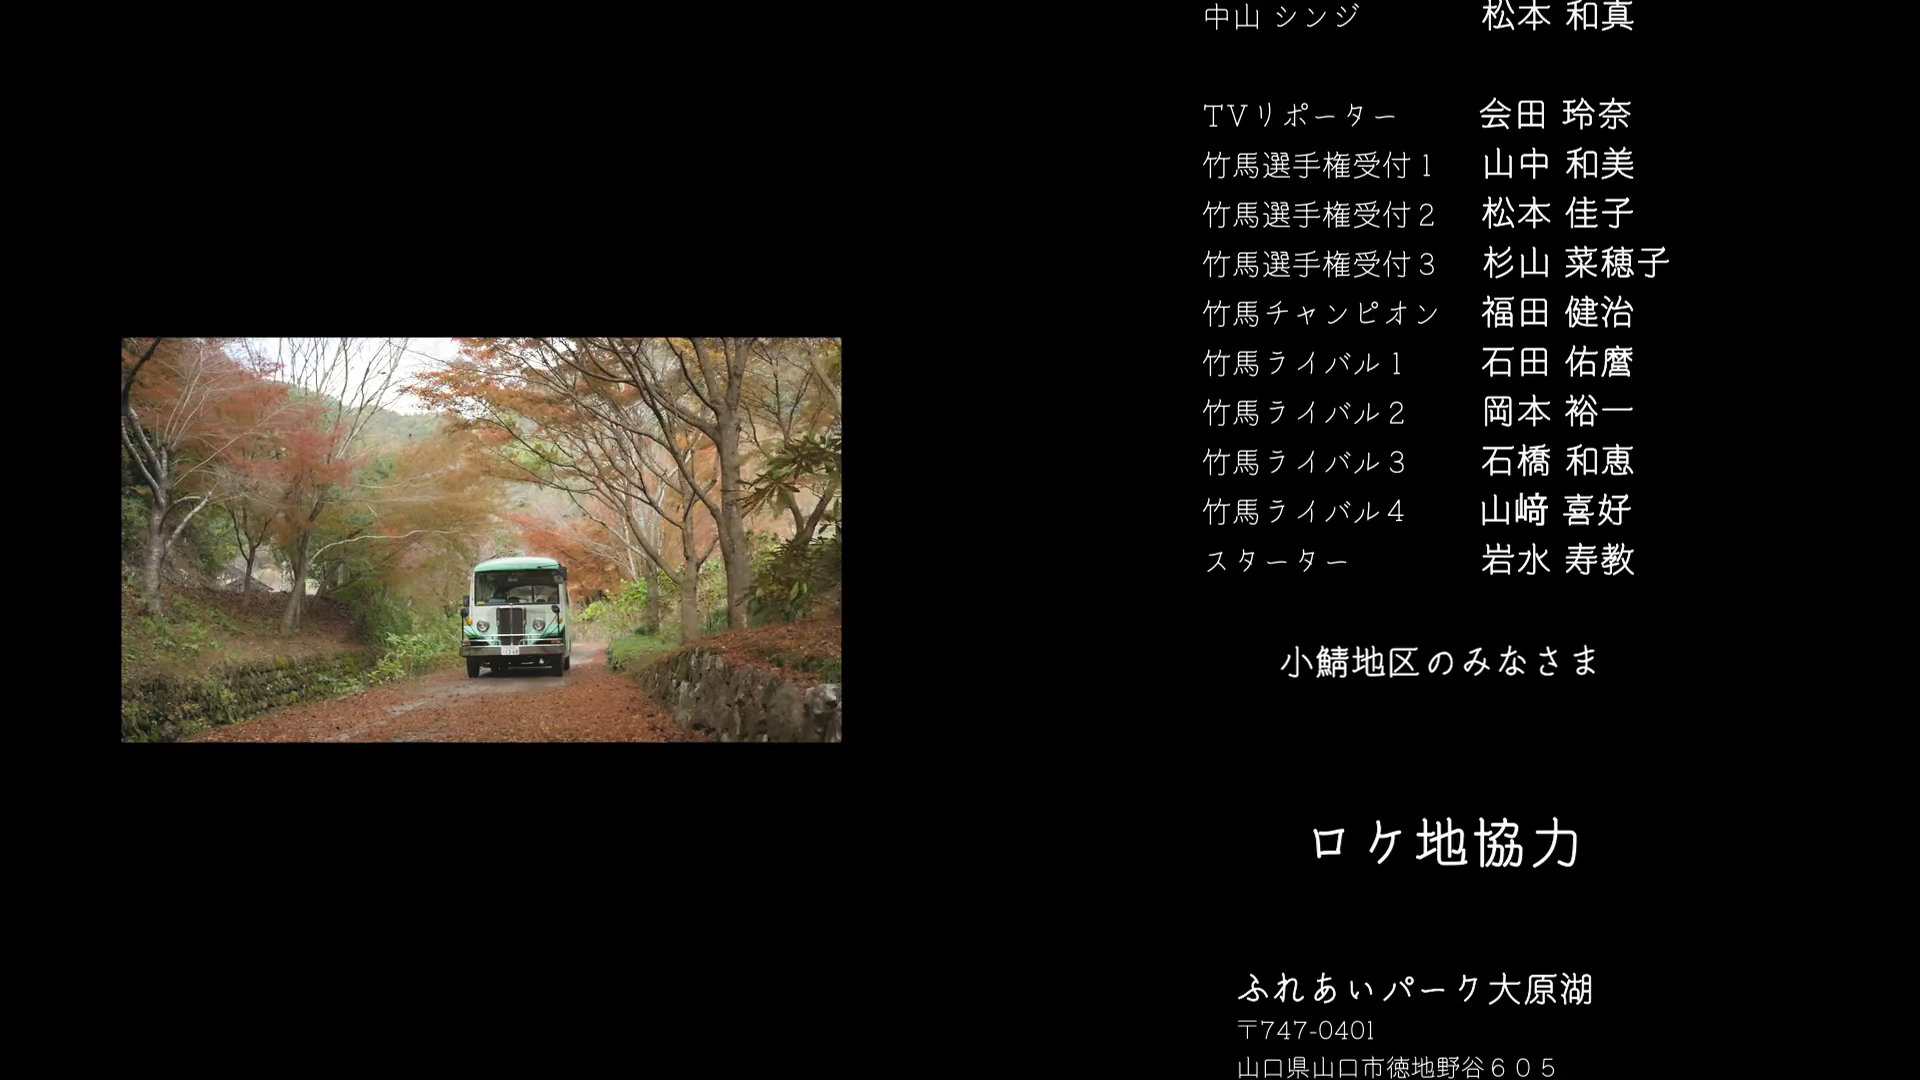 中山 シンジ 松本 和真
TVリポーター 会田 玲奈
竹馬選手権受付1 山中 和美
竹馬選手権受付2 松本 佳子
竹馬選手権受付3 杉山 菜穂子
竹馬チャンピオン 福田 健治
竹馬ライバル1 石田 佑麿
竹馬ライバル2 岡本 裕一
竹馬ライバル3 石橋 和恵
竹馬ライバル4 山﨑 喜好
スターター 岩水 寿教
小鯖地区のみなさま
ロケ地協力
ふれあいパーク大原湖
〒747-0401
山口県山口市徳地野谷６０５